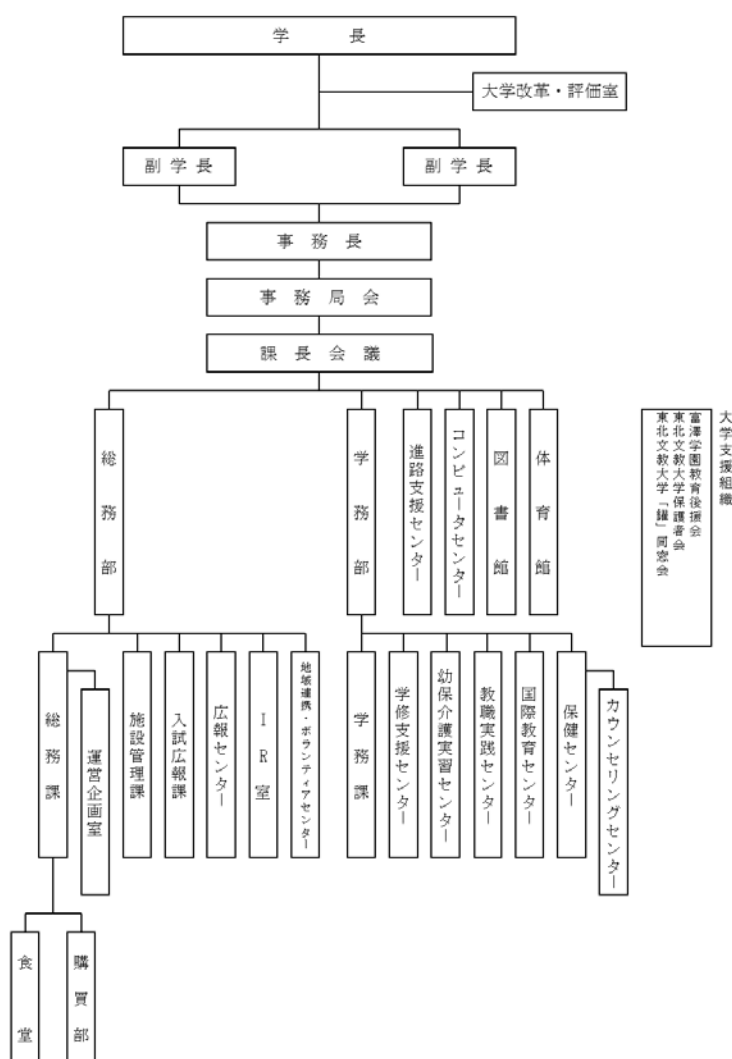 学長
大学改革・評価室
副学長
副学長
事務長
事務局会
課長会議
総務部
学務部
進路支援センター
コンピュータセンター
図書館
体育館
大学支援組織
富澤学園教育後援会
東北文教大学保護者会
東北文教大学「 」同窓会
総務課
運営企画室
施設管理課
入試広報課
広報センター
IR室
地域連携・ボランティアセンター
学務課
学修支援センター
幼保介護実習センター
教職実践センター
国際教育センター
保健センター
カウンセリングセンター
食堂
購買部